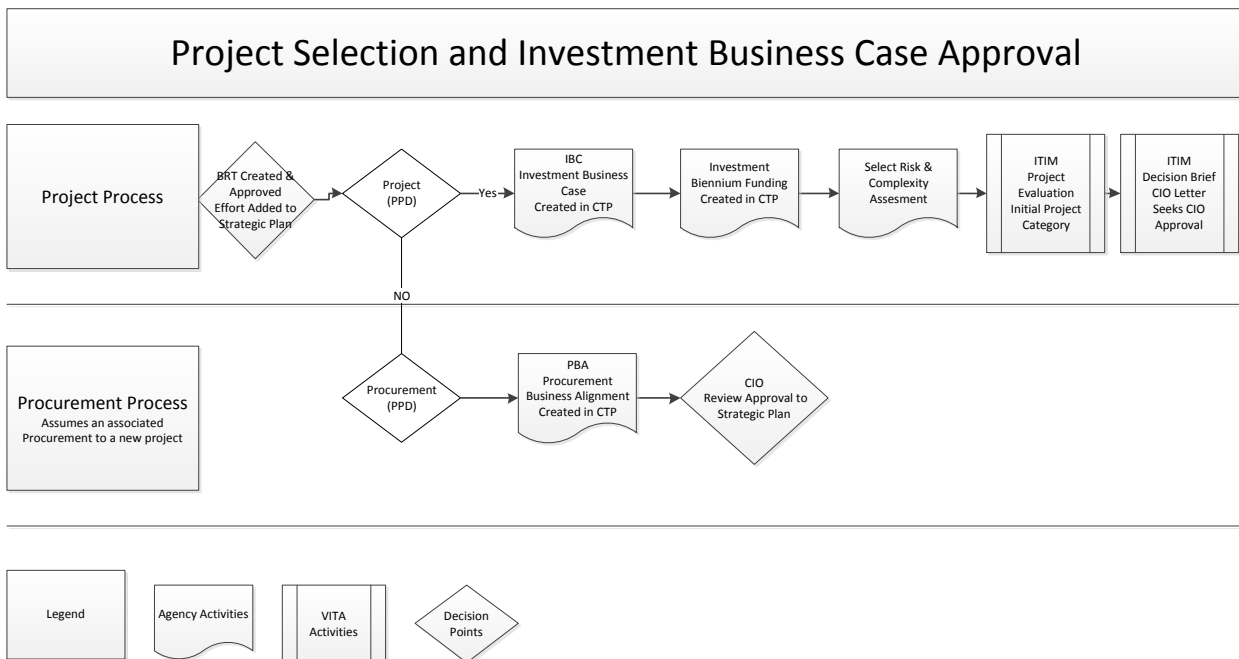 Project Selection and Investment Business Case Approval
Project Process
BRT Created &
Approved
Effort Added to
Strategic Plan
Project
(PPD)
Yes
IBC
Investment Business
Case
Created in CTP
Investment
Biennium Funding
Created in CTP
Select Risk &
Complexity
Assesment
ITIM
Project
Evaluation
Initial Project
Category
ITIM
Decision Brief
CIO Letter
Seeks CIO
Approval
NO
Procurement Process
Assumes an associated
Procurement to a new project
Procurement
(PPD)
PBA
Procurement
Business Alignment
Created in CTP
CIO
Review Approval to
Strategic Plan
Legend
Agency Activities
VITA
Activities
Decision
Points